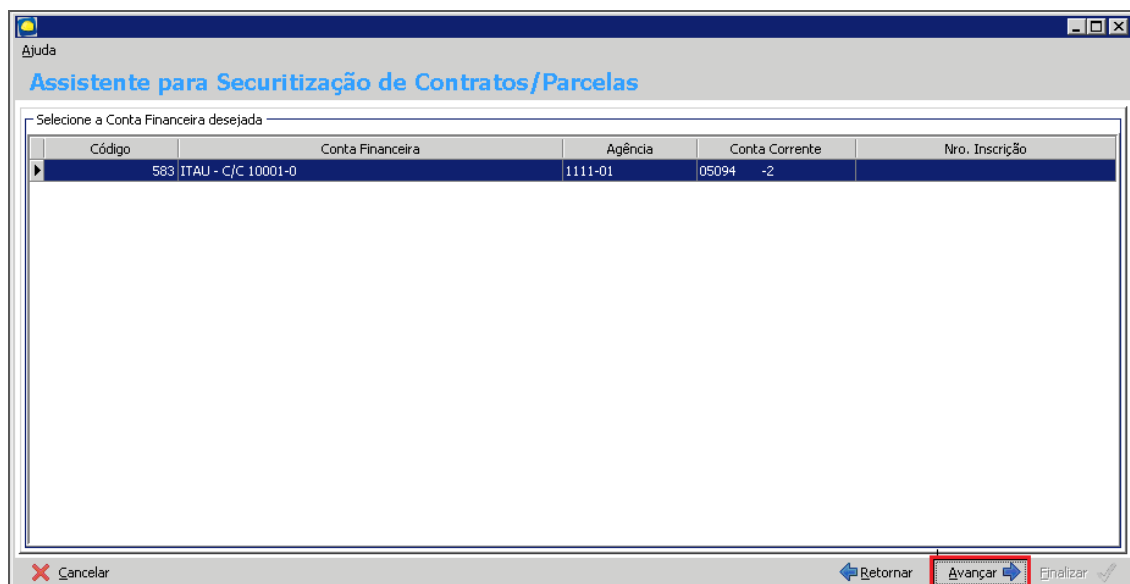 Ajuda
Assistente para Securitização de Contratos/Parcelas
Selecione a Conta Financeira desejada
Código Conta Financeira Agência Conta Corrente Nro. Inscrição
583 ITAU - C/C 10001-0 1111-01 05094 -2
Cancelar Retornar Avançar Finalizar